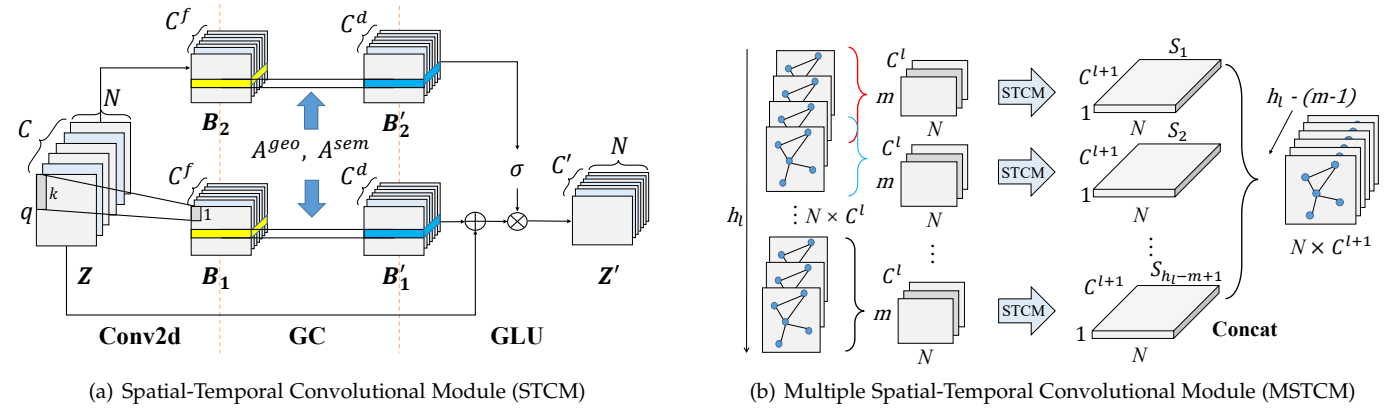 C^f
C^d
N
C
k
q
Z
B_2
B'_2
A^{geo}, A^{sem}
C^f
C^d
1
B_1
B'_1
σ
C'
N
Z'
Conv2d
GC
GLU
(a) Spatial-Temporal Convolutional Module (STCM)
h_l
⋮ N × C^l
C^l
m
N
STCM
C^{l+1}
S_1
1
N
C^l
m
N
STCM
C^{l+1}
S_2
1
N
⋮
⋮
C^l
m
N
STCM
C^{l+1}
S_{h_l-m+1}
1
N
Concat
h_l - (m-1)
N × C^{l+1}
(b) Multiple Spatial-Temporal Convolutional Module (MSTCM)